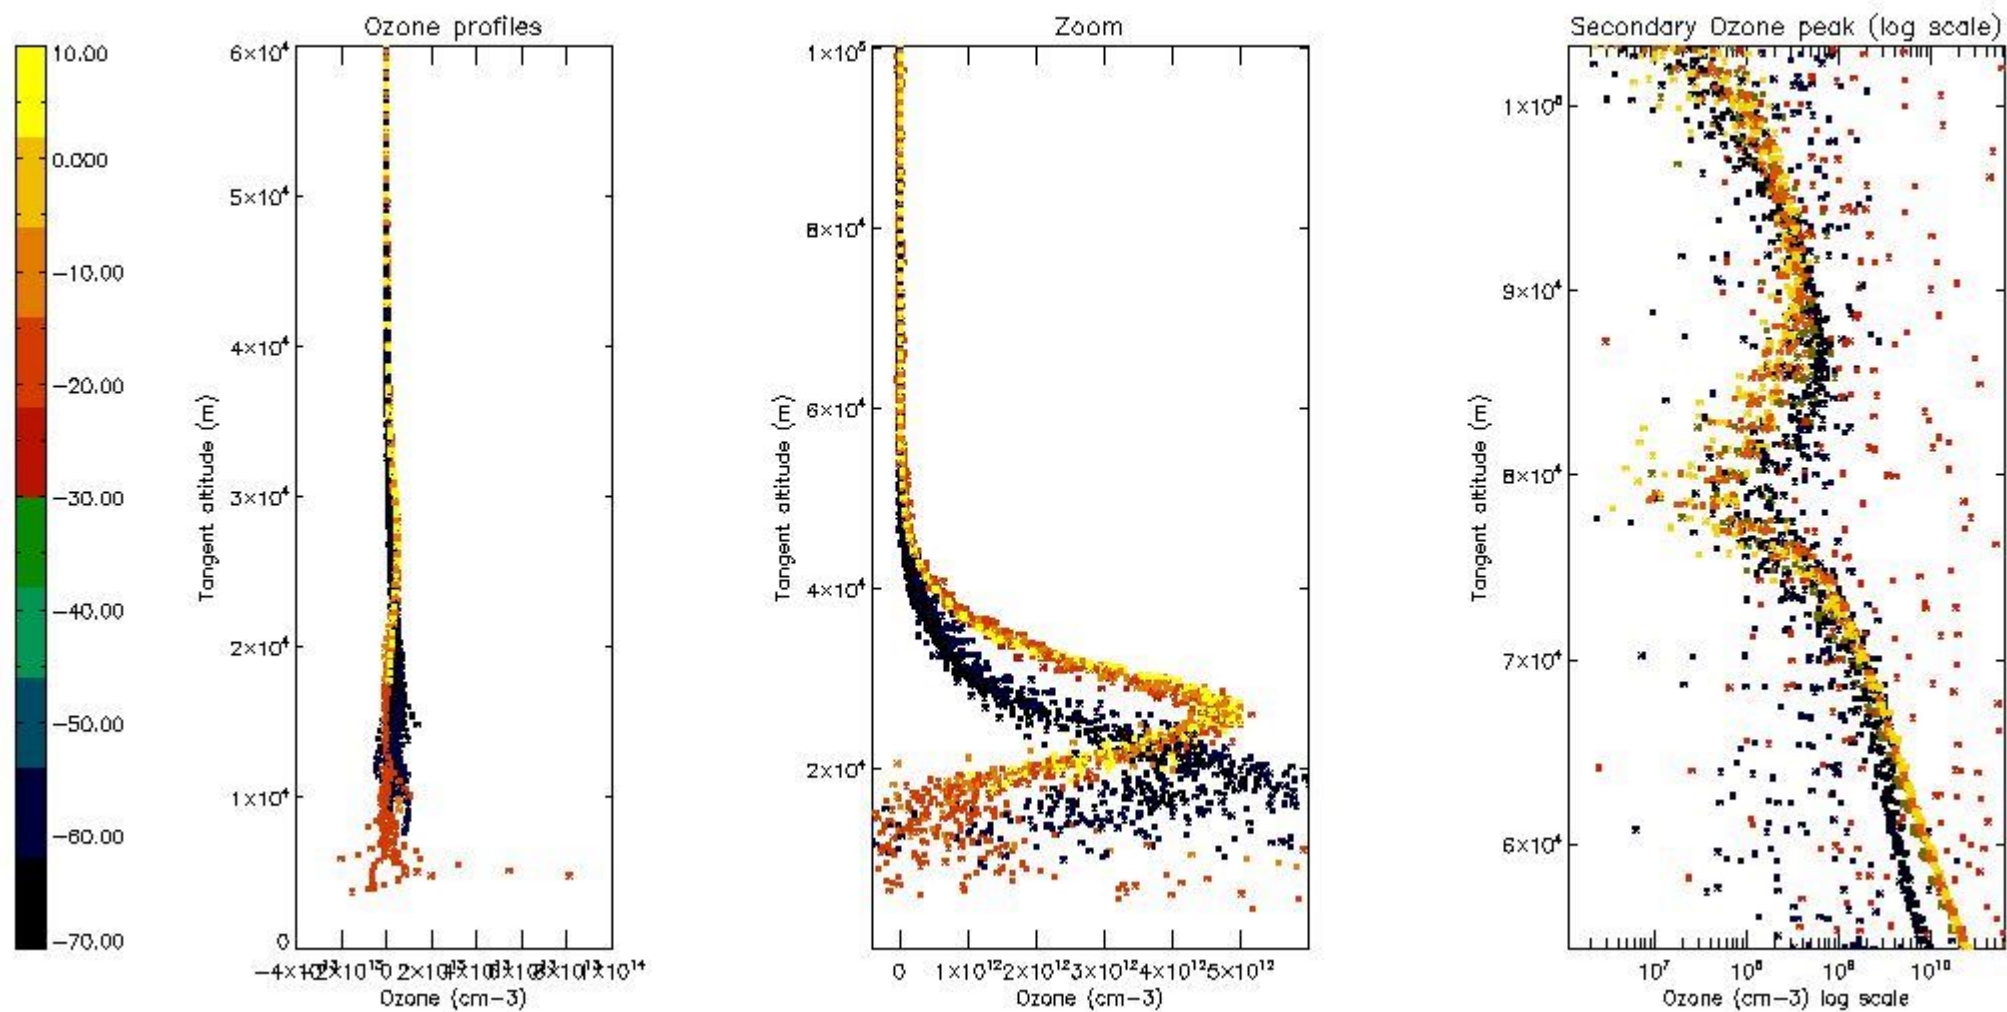 Ozone profiles
Zoom
Secondary Ozone peak (log scale)
10.00
0.000
−10.00
−20.00
−30.00
−40.00
−50.00
−60.00
−70.00
6×10⁴
5×10⁴
4×10⁴
3×10⁴
2×10⁴
1×10⁴
0
Tangent altitude (m)
Ozone (cm−3)
1×10⁵
8×10⁴
6×10⁴
4×10⁴
2×10⁴
Tangent altitude (m)
0 1×10¹² 2×10¹² 3×10¹² 4×10¹² 5×10¹²
Ozone (cm−3)
9×10⁴
8×10⁴
7×10⁴
6×10⁴
Tangent altitude (m)
10⁷ 10⁸ 10⁹ 10¹⁰
Ozone (cm−3) log scale